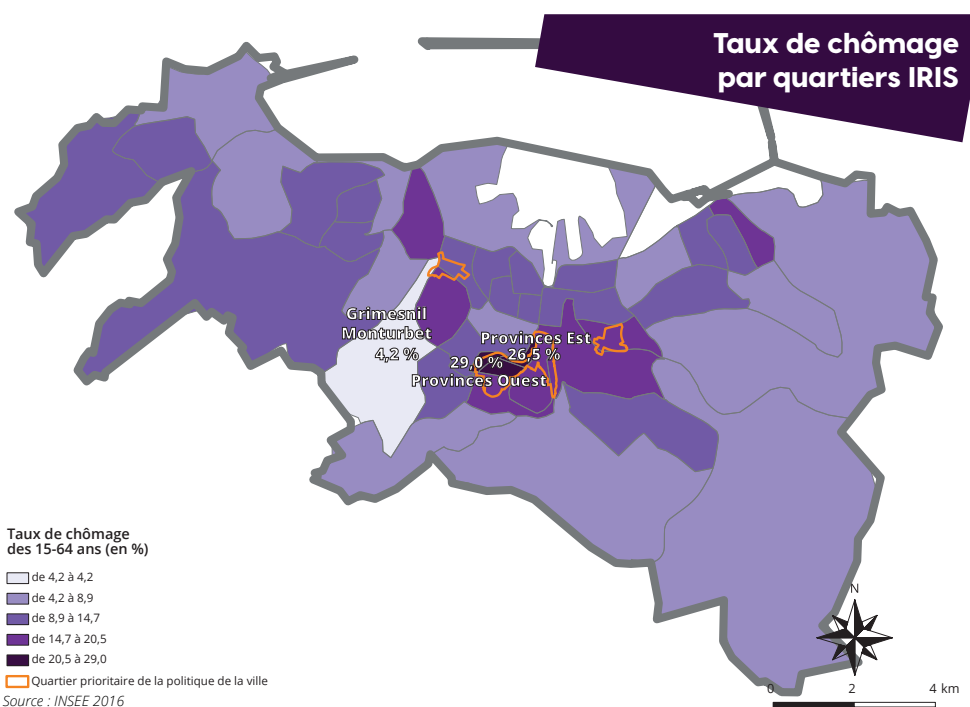 Taux de chômage
par quartiers IRIS
Grimesnil
Monturbet
4,2 %
Provinces Est
26,5 %
29,0 %
Provinces Ouest
Taux de chômage
des 15-64 ans (en %)
de 4,2 à 4,2
de 4,2 à 8,9
de 8,9 à 14,7
de 14,7 à 20,5
de 20,5 à 29,0
Quartier prioritaire de la politique de la ville
Source : INSEE 2016
N
0 2 4 km